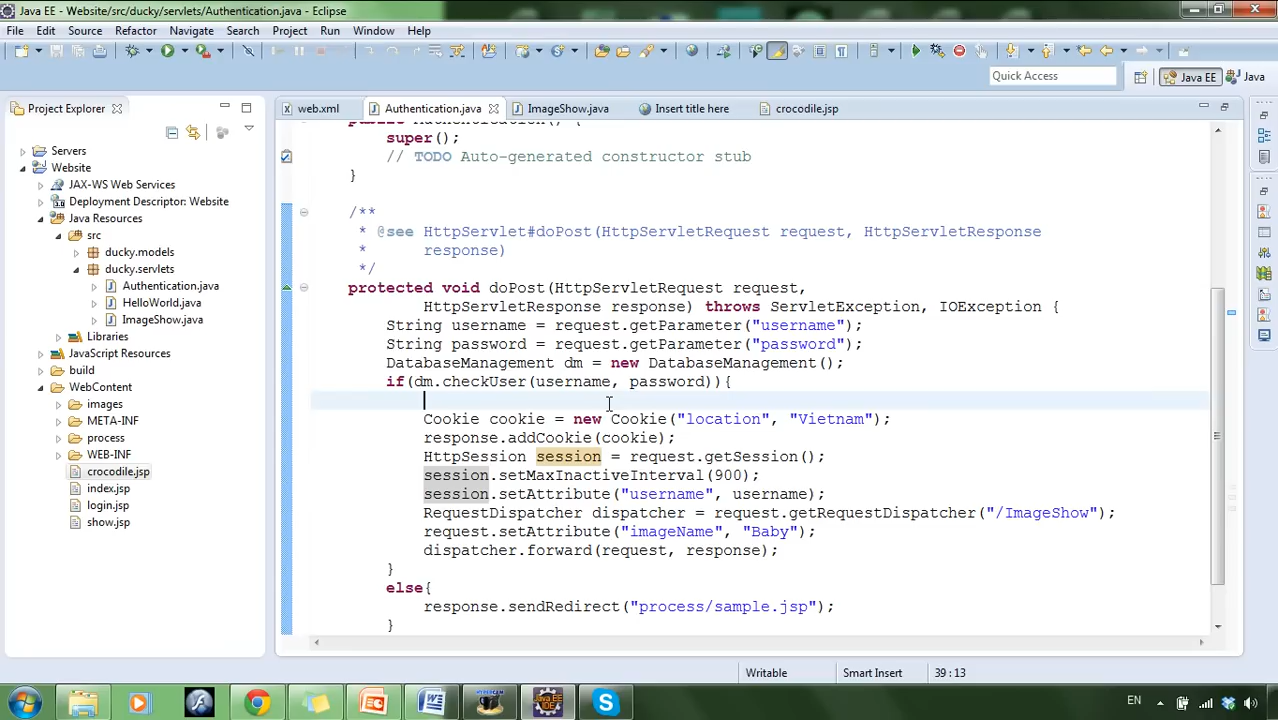 Java EE - Website/src/ducky/servlets/Authentication.java - Eclipse
File Edit Source Refactor Navigate Search Project Run Window Help
Quick Access
Java EE
Java
Project Explorer
web.xml
Authentication.java
ImageShow.java
Insert title here
crocodile.jsp
Servers
Website
JAX-WS Web Services
Deployment Descriptor: Website
Java Resources
src
ducky.models
ducky.servlets
Authentication.java
HelloWorld.java
ImageShow.java
Libraries
JavaScript Resources
build
WebContent
images
META-INF
process
WEB-INF
crocodile.jsp
index.jsp
login.jsp
show.jsp
public Authentication() {
super();
// TODO Auto-generated constructor stub
}
/**
* @see HttpServlet#doPost(HttpServletRequest request, HttpServletResponse
* response)
*/
protected void doPost(HttpServletRequest request,
HttpServletResponse response) throws ServletException, IOException {
String username = request.getParameter("username");
String password = request.getParameter("password");
DatabaseManagement dm = new DatabaseManagement();
if(dm.checkUser(username, password)){
Cookie cookie = new Cookie("location", "Vietnam");
response.addCookie(cookie);
HttpSession session = request.getSession();
session.setMaxInactiveInterval(900);
session.setAttribute("username", username);
RequestDispatcher dispatcher = request.getRequestDispatcher("/ImageShow");
request.setAttribute("imageName", "Baby");
dispatcher.forward(request, response);
}
else{
response.sendRedirect("process/sample.jsp");
}
Writable
Smart Insert
39 : 13
EN